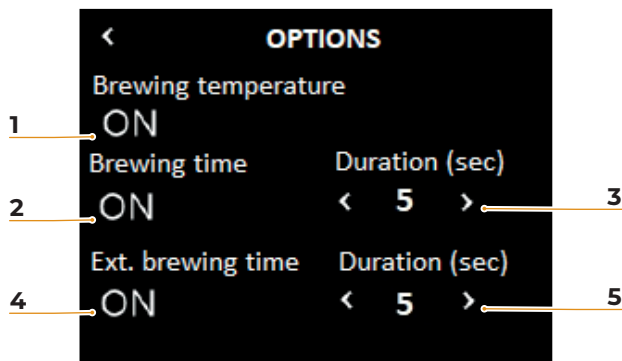 < OPTIONS
Brewing temperature
1 ON
Brewing time Duration (sec)
2 ON < 5 > 3
Ext. brewing time Duration (sec)
4 ON < 5 > 5